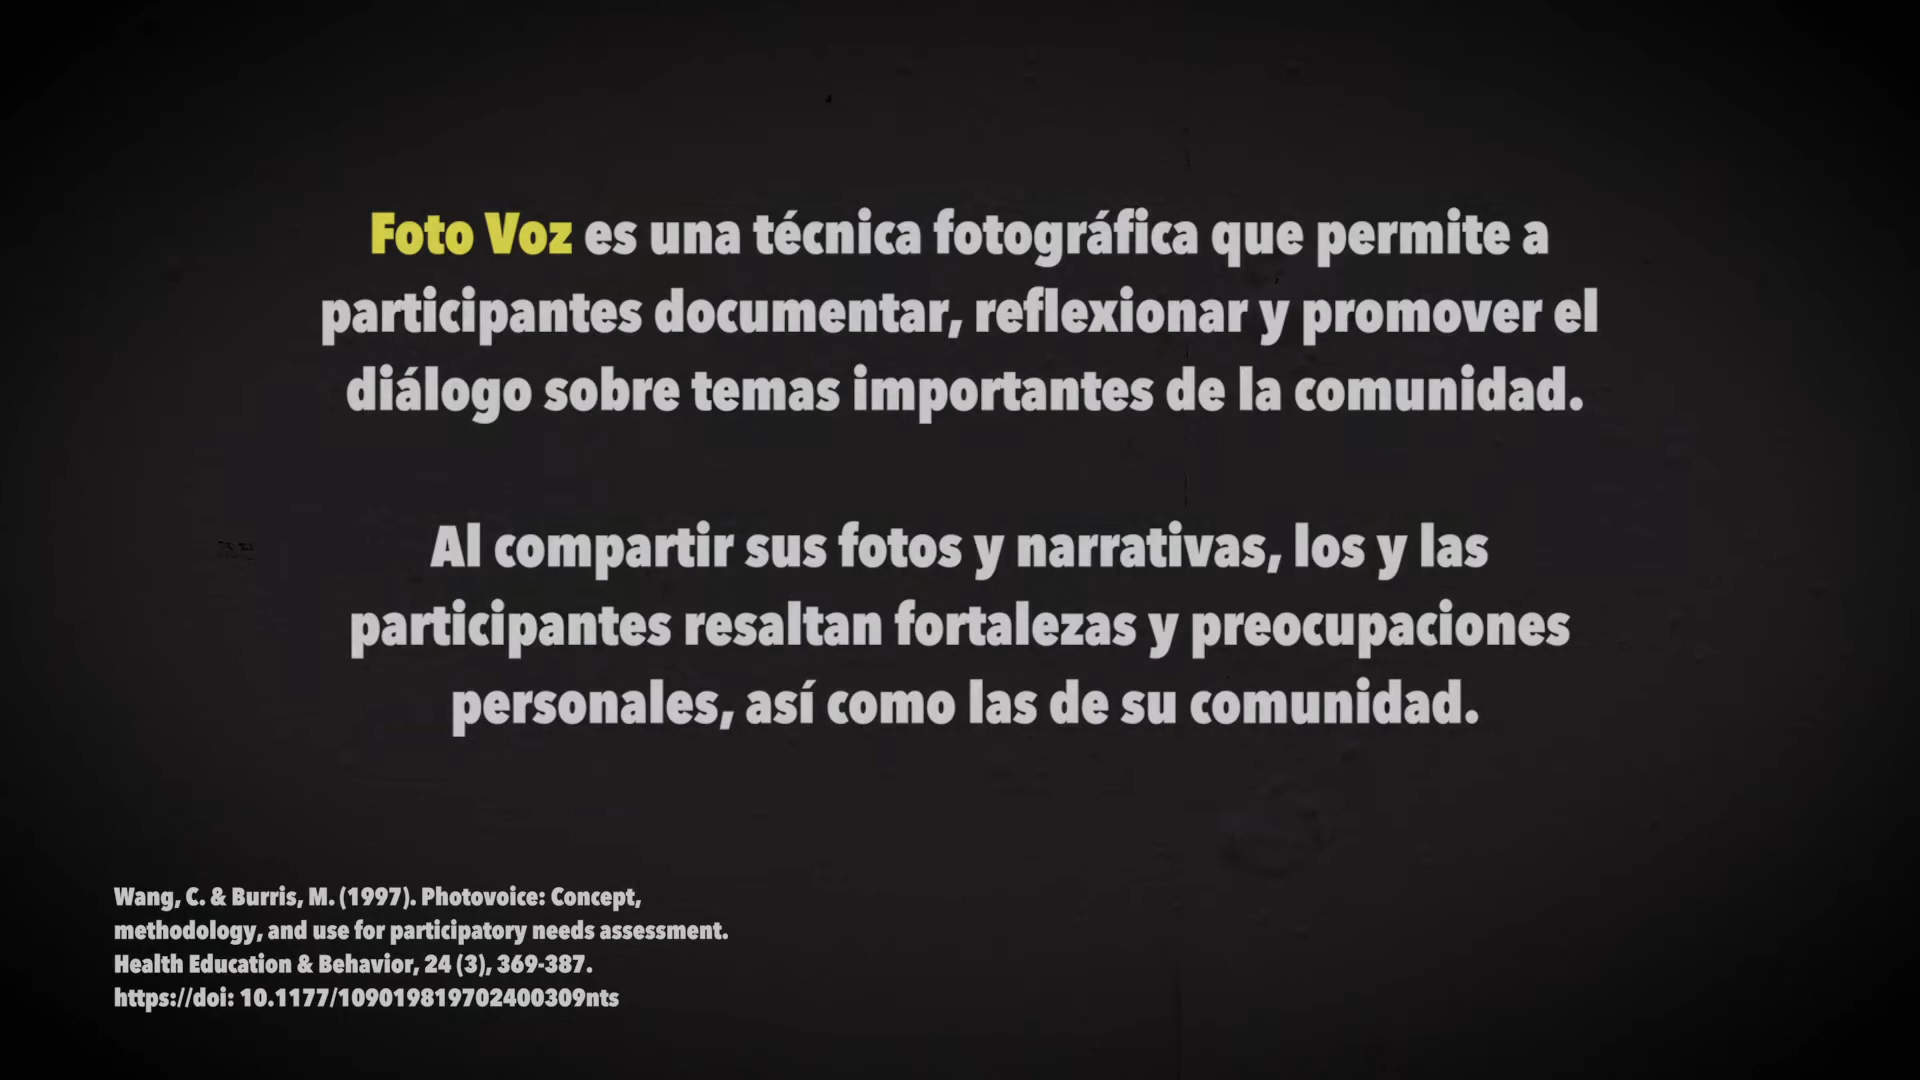 Foto Voz es una técnica fotográfica que permite a
participantes documentar, reflexionar y promover el
diálogo sobre temas importantes de la comunidad.
Al compartir sus fotos y narrativas, los y las
participantes resaltan fortalezas y preocupaciones
personales, así como las de su comunidad.
Wang, C. & Burris, M. (1997). Photovoice: Concept,
methodology, and use for participatory needs assessment.
Health Education & Behavior, 24 (3), 369-387.
https://doi: 10.1177/109019819702400309nts